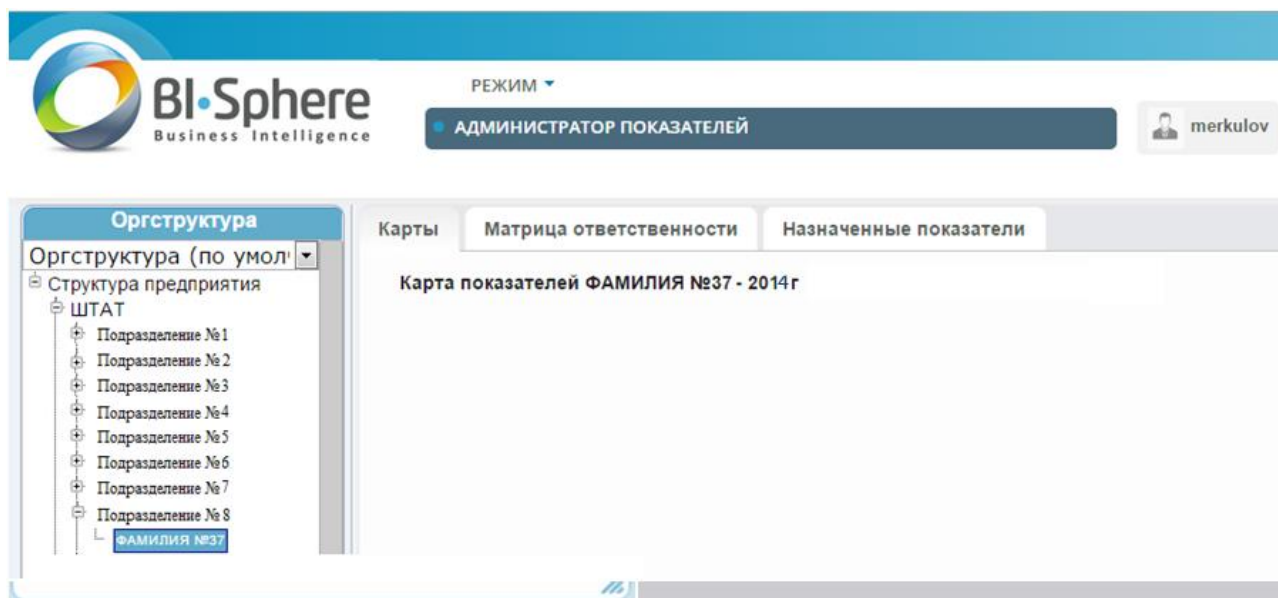 BI•Sphere
Business Intelligence
РЕЖИМ
АДМИНИСТРАТОР ПОКАЗАТЕЛЕЙ
merkulov
Оргструктура
Оргструктура (по умол
Структура предприятия
ШТАТ
Подразделение №1
Подразделение №2
Подразделение №3
Подразделение №4
Подразделение №5
Подразделение №6
Подразделение №7
Подразделение №8
ФАМИЛИЯ №37
Карты Матрица ответственности Назначенные показатели
Карта показателей ФАМИЛИЯ №37 - 2014г